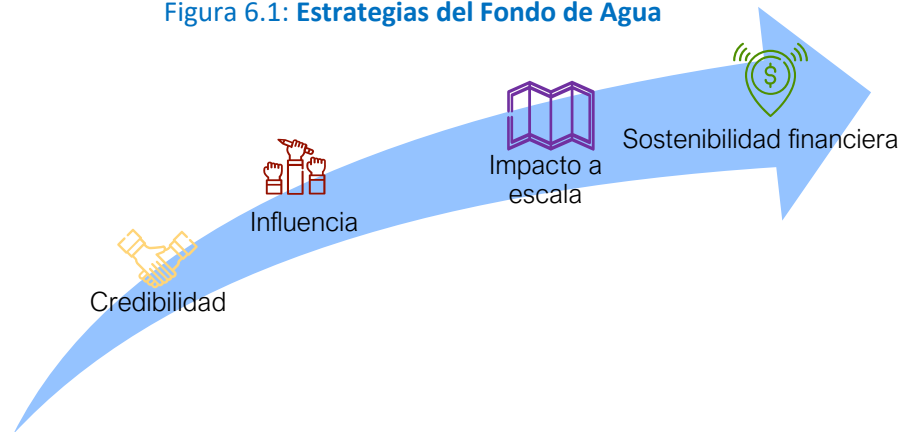 Figura 6.1: Estrategias del Fondo de Agua
$
Sostenibilidad financiera
Impacto a
escala
Influencia
Credibilidad